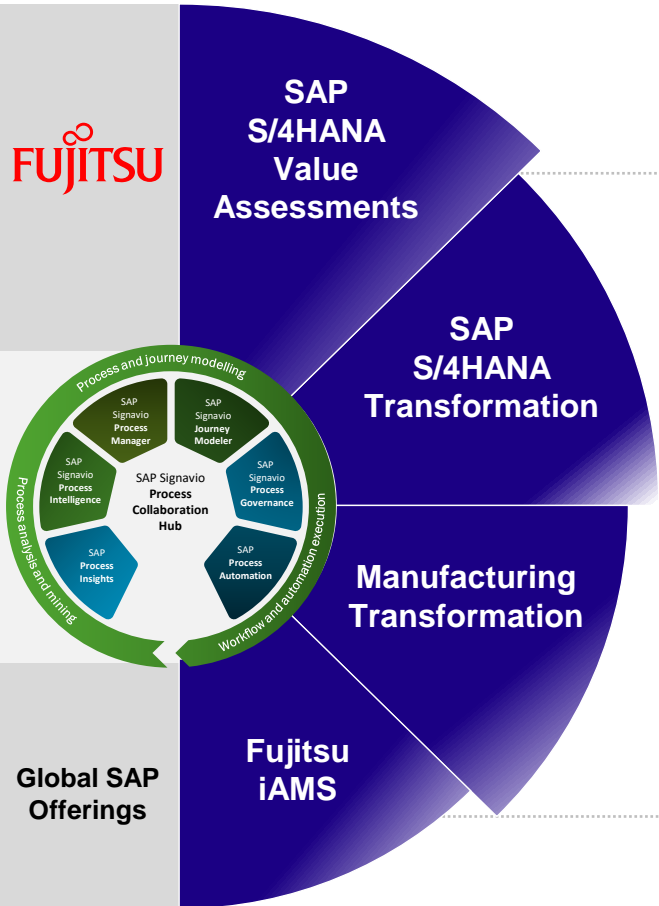 FUJITSU
SAP
S/4HANA
Value
Assessments
SAP
S/4HANA
Transformation
Process and journey modelling
SAP
Signavio
Process
Manager
SAP
Signavio
Journey
Modeler
SAP
Signavio
Process
Intelligence
SAP Signavio
Process
Collaboration
Hub
SAP
Signavio
Process
Governance
SAP
Process
Insights
SAP
Process
Automation
Process analysis and mining
Workflow and automation execution
Manufacturing
Transformation
Fujitsu
iAMS
Global SAP
Offerings